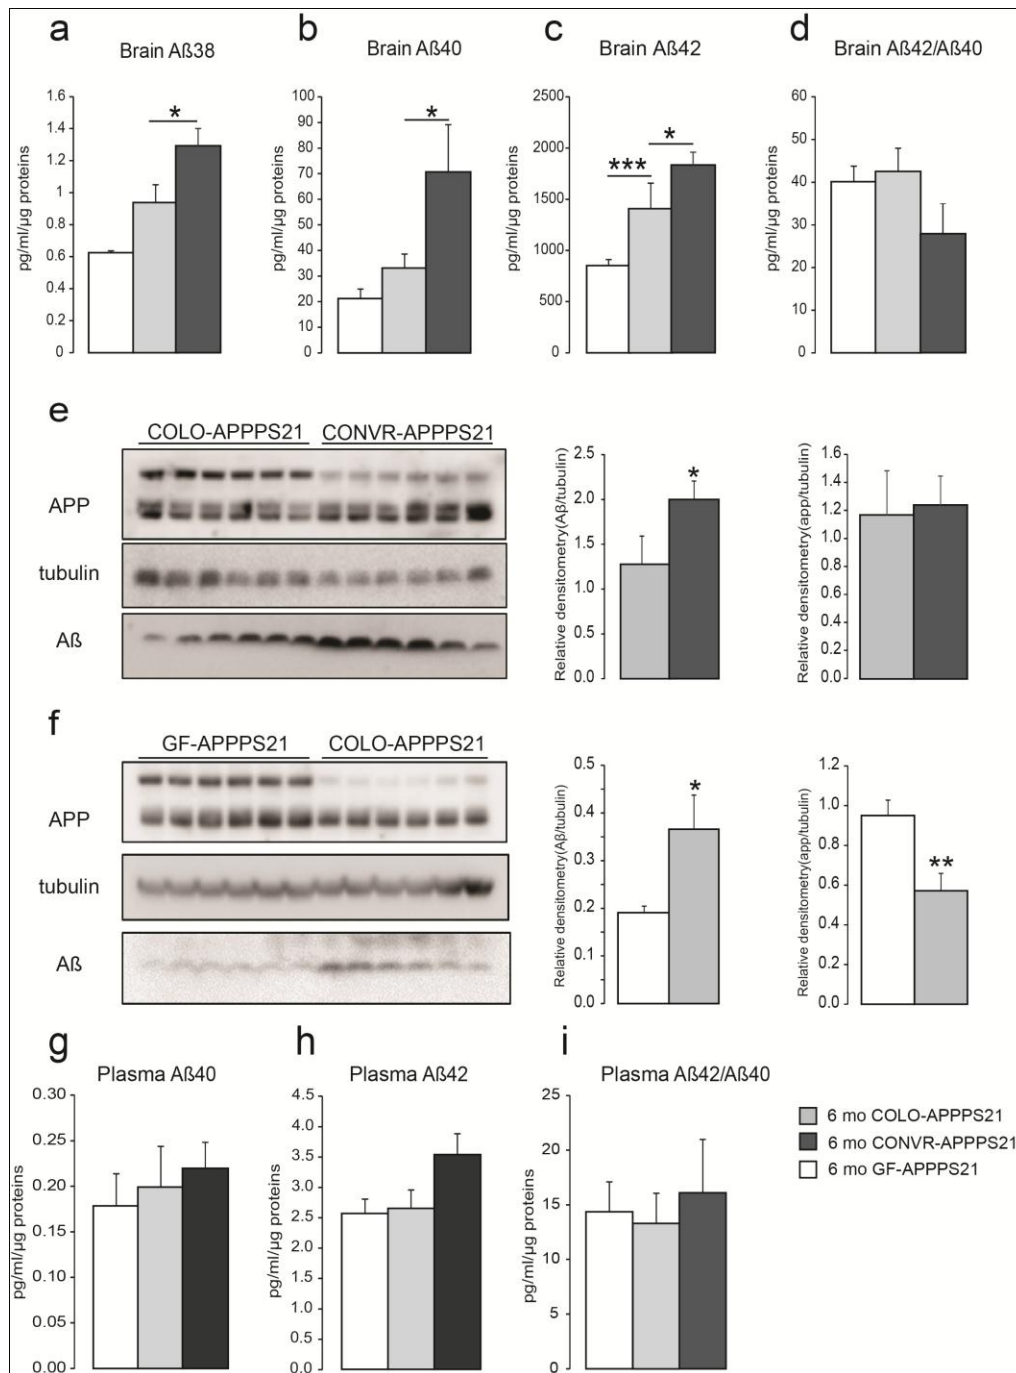 a
Brain Aß38
b
Brain Aß40
c
Brain Aß42
d
Brain Aß42/Aß40
pg/ml/µg proteins
1.6
1.4
1.2
1
0.8
0.6
0.4
0.2
0
*
pg/ml/µg proteins
100
90
80
70
60
50
40
30
20
10
0
*
pg/ml/µg proteins
2500
2000
1500
1000
500
0
***
*
pg/ml/µg proteins
60
50
40
30
20
10
0
e
COLO-APPPS21 CONVR-APPPS21
APP
tubulin
Aß
Relative densitometry(Aβ/tubulin)
2.5
2.0
1.5
1.0
0.5
0.0
*
Relative densitometry(app/tubulin)
1.6
1.4
1.2
1.0
0.8
0.6
0.4
0.2
0.0
f
GF-APPPS21 COLO-APPPS21
APP
tubulin
Aß
Relative densitometry(Aβ/tubulin)
0.5
0.4
0.3
0.2
0.1
0.0
*
Relative densitometry(app/tubulin)
1.2
1.0
0.8
0.6
0.4
0.2
0.0
**
g
Plasma Aß40
h
Plasma Aß42
i
Plasma Aß42/Aß40
pg/ml/µg proteins
0.30
0.25
0.20
0.15
0.10
0.05
0.00
pg/ml/µg proteins
4.5
4.0
3.5
3.0
2.5
2.0
1.5
1.0
0.5
0.0
pg/ml/µg proteins
25
20
15
10
5
0
6 mo COLO-APPPS21
6 mo CONVR-APPPS21
6 mo GF-APPPS21